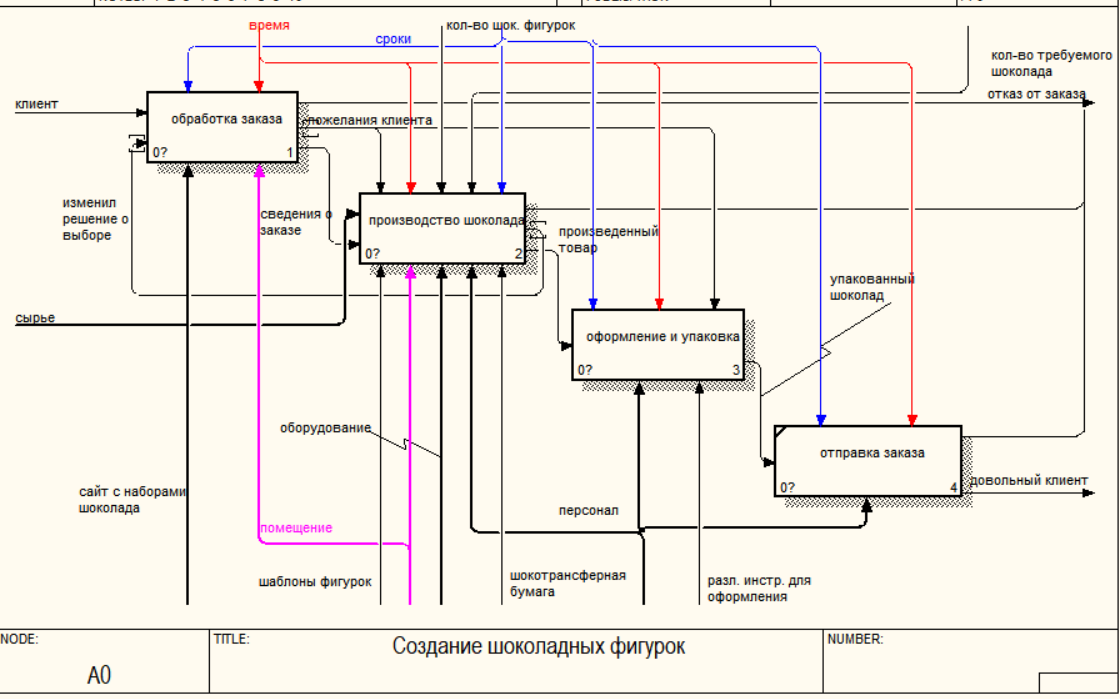 время
кол-во шок. фигурок
сроки
кол-во требуемого
шоколада
отказ от заказа
клиент
обработка заказа
0?
1
пожелания клиента
изменил
решение о
выборе
сведения о
заказе
производство шоколада
0?
2
произведенный
товар
упакованный
шоколад
сырье
оформление и упаковка
0?
3
оборудование
отправка заказа
0?
4
довольный клиент
сайт с наборами
шоколада
персонал
помещение
шаблоны фигурок
шокотрансферная
бумага
разл. инстр. для
оформления
NODE:
TITLE:
NUMBER:
A0
Создание шоколадных фигурок